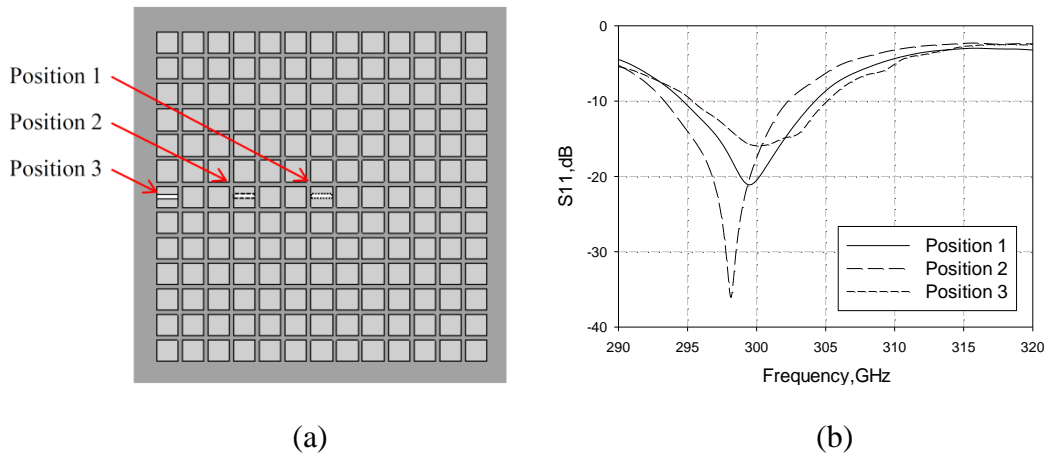 Position 1
Position 2
Position 3
(a)
0
-10
-20
-30
-40
S11,dB
290 295 300 305 310 315 320
Frequency,GHz
Position 1
Position 2
Position 3
(b)